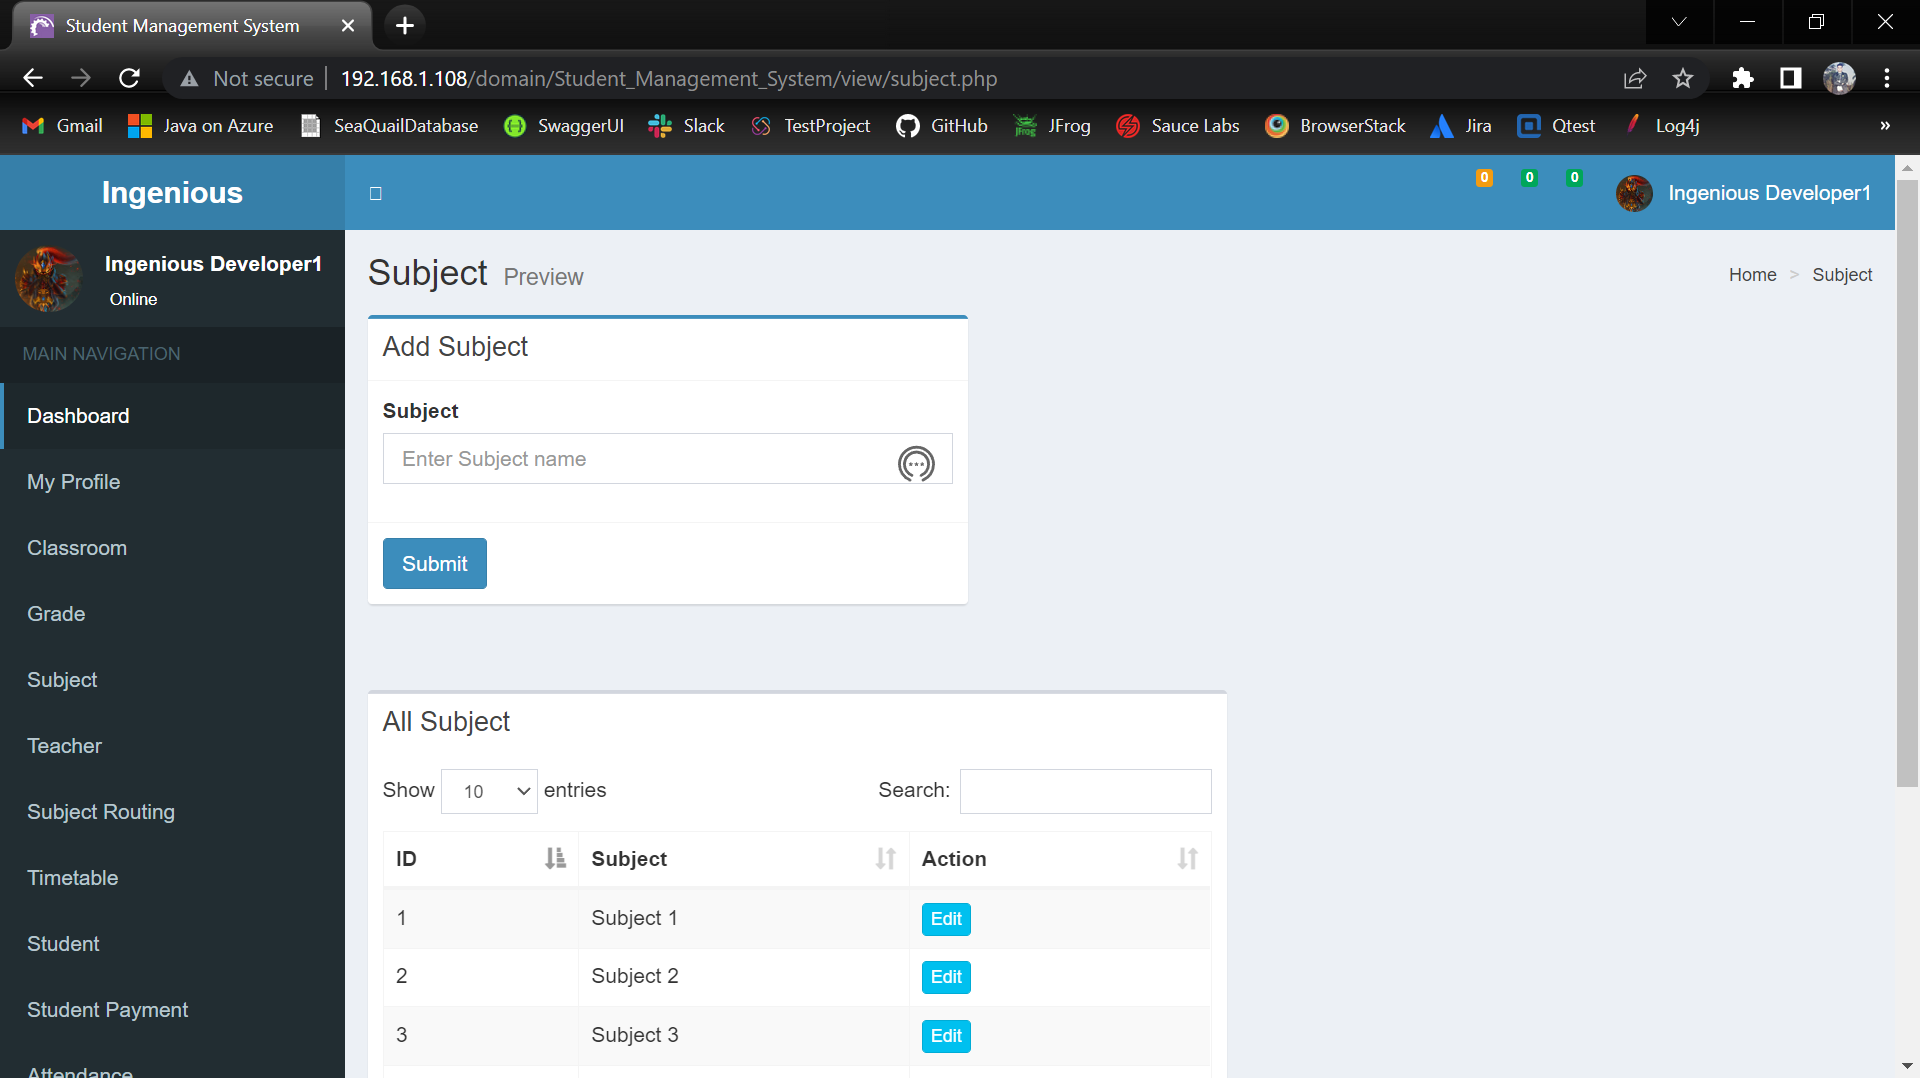 Student Management System
Not secure 192.168.1.108/domain/Student_Management_System/view/subject.php
Gmail Java on Azure SeaQuailDatabase SwaggerUI Slack TestProject GitHub JFrog Sauce Labs BrowserStack Jira Qtest Log4j »
Ingenious
0 0 0 Ingenious Developer1
Ingenious Developer1
Online
MAIN NAVIGATION
Dashboard
My Profile
Classroom
Grade
Subject
Teacher
Subject Routing
Timetable
Student
Student Payment
Attendance
Subject Preview
Home > Subject
Add Subject
Subject
Enter Subject name
Submit
All Subject
Show 10 entries Search:
ID Subject Action
1 Subject 1 Edit
2 Subject 2 Edit
3 Subject 3 Edit